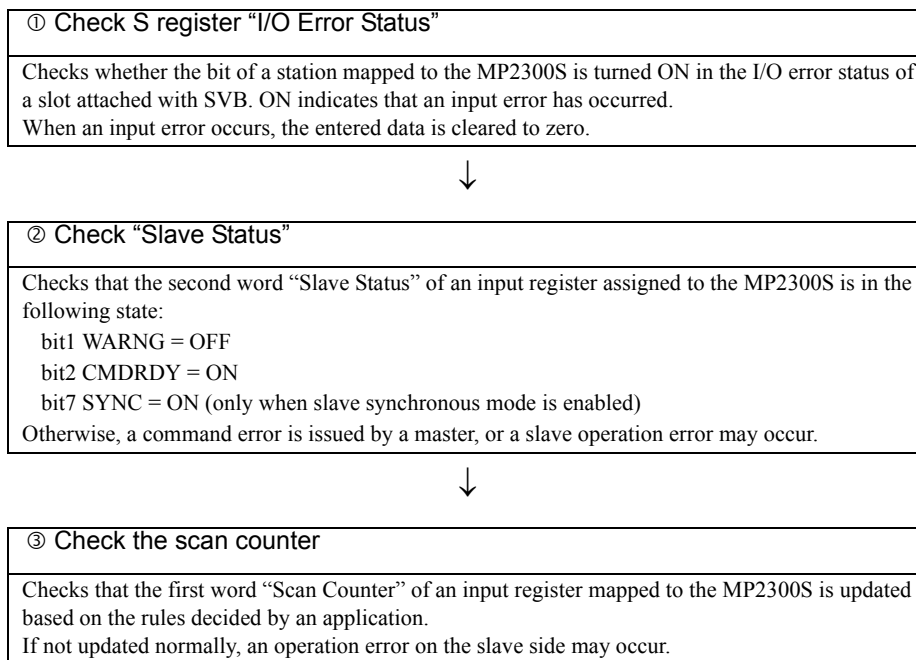 ① Check S register “I/O Error Status”
Checks whether the bit of a station mapped to the MP2300S is turned ON in the I/O error status of
a slot attached with SVB. ON indicates that an input error has occurred.
When an input error occurs, the entered data is cleared to zero.
↓
② Check “Slave Status”
Checks that the second word “Slave Status” of an input register assigned to the MP2300S is in the
following state:
bit1 WARNG = OFF
bit2 CMDRDY = ON
bit7 SYNC = ON (only when slave synchronous mode is enabled)
Otherwise, a command error is issued by a master, or a slave operation error may occur.
↓
③ Check the scan counter
Checks that the first word “Scan Counter” of an input register mapped to the MP2300S is updated
based on the rules decided by an application.
If not updated normally, an operation error on the slave side may occur.